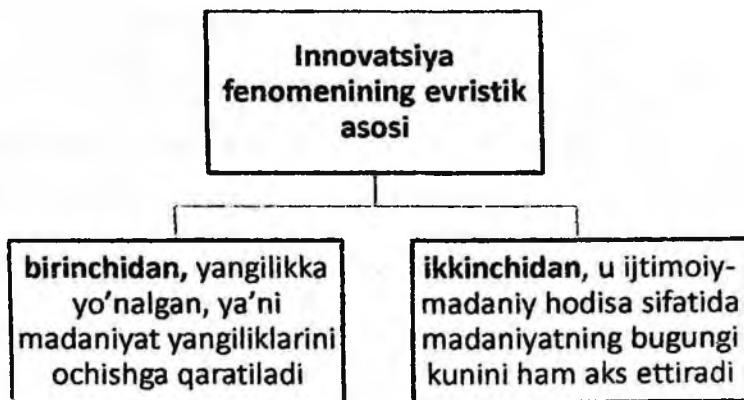 Innovatsiya
fenomenining evristik
asosi
birinchidan, yangilikka
yo'nalgan, ya'ni
madaniyat yangiliklarini
ochishga qaratiladi
ikkinchidan, u ijtimoiy-
madaniy hodisa sifatida
madaniyatning bugungi
kunini ham aks ettiradi